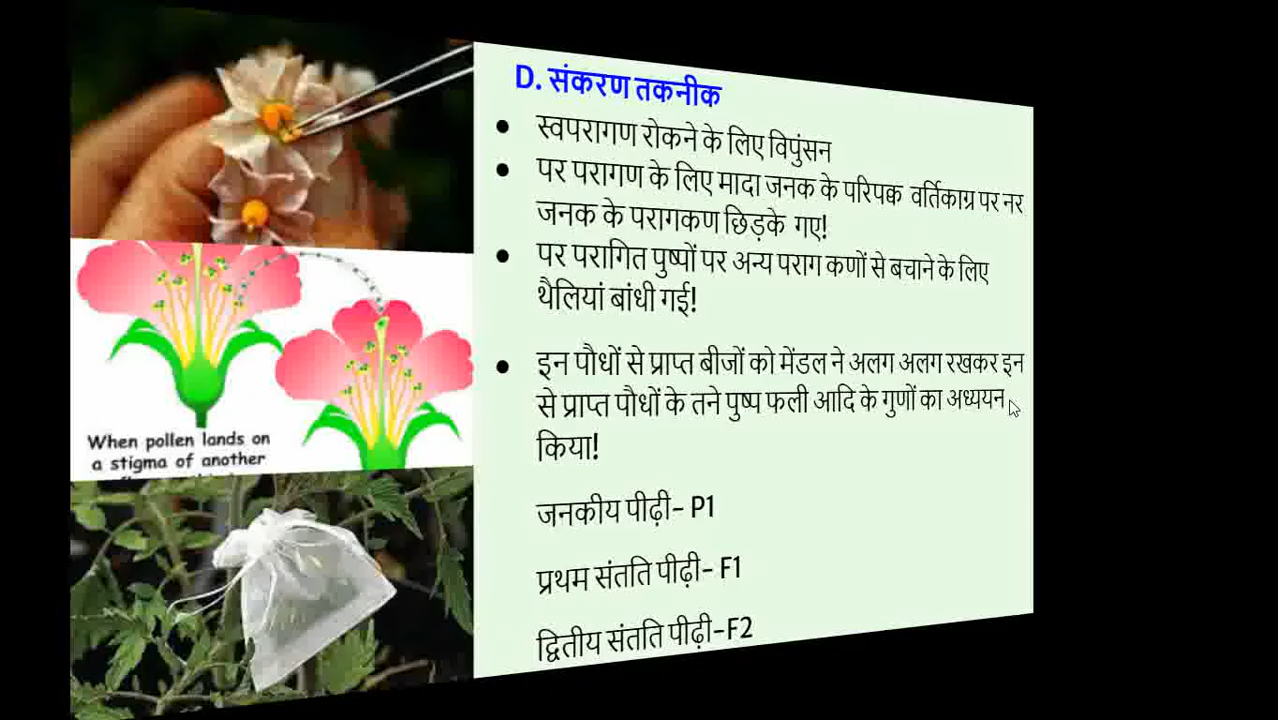 D. संकरण तकनीक
स्वपरागण रोकने के लिए विपुंसन
पर परागण के लिए मादा जनक के परिपक्व वर्तिकाग्र पर नर
जनक के परागकण छिड़के गए!
पर परागित पुष्पों पर अन्य पराग कणों से बचाने के लिए
थैलियां बांधी गई!
इन पौधों से प्राप्त बीजों को मेंडल ने अलग अलग रखकर इन
से प्राप्त पौधों के तने पुष्प फली आदि के गुणों का अध्ययन
किया!
जनकीय पीढ़ी- P1
प्रथम संतति पीढ़ी- F1
द्वितीय संतति पीढ़ी-F2
When pollen lands on
a stigma of another